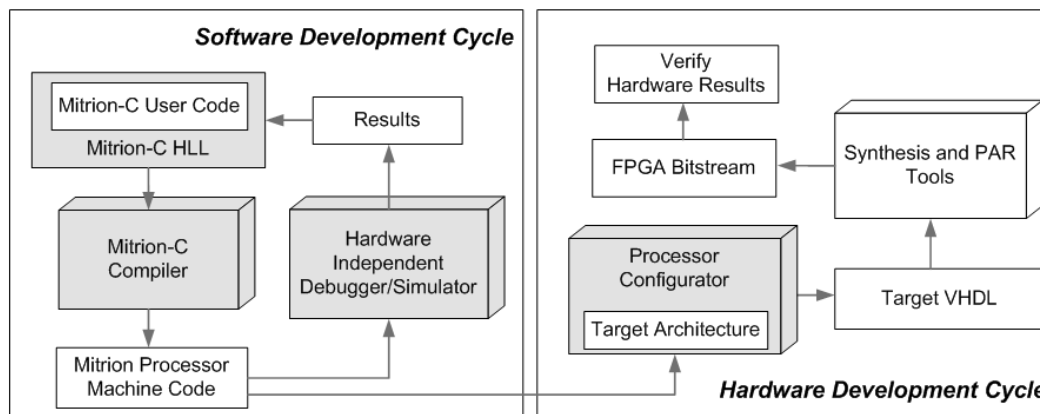 Software Development Cycle
Mitrion-C User Code
Mitrion-C HLL
Results
Mitrion-C
Compiler
Hardware
Independent
Debugger/Simulator
Mitrion Processor
Machine Code
Verify
Hardware Results
FPGA Bitstream
Synthesis and PAR
Tools
Processor
Configurator
Target Architecture
Target VHDL
Hardware Development Cycle